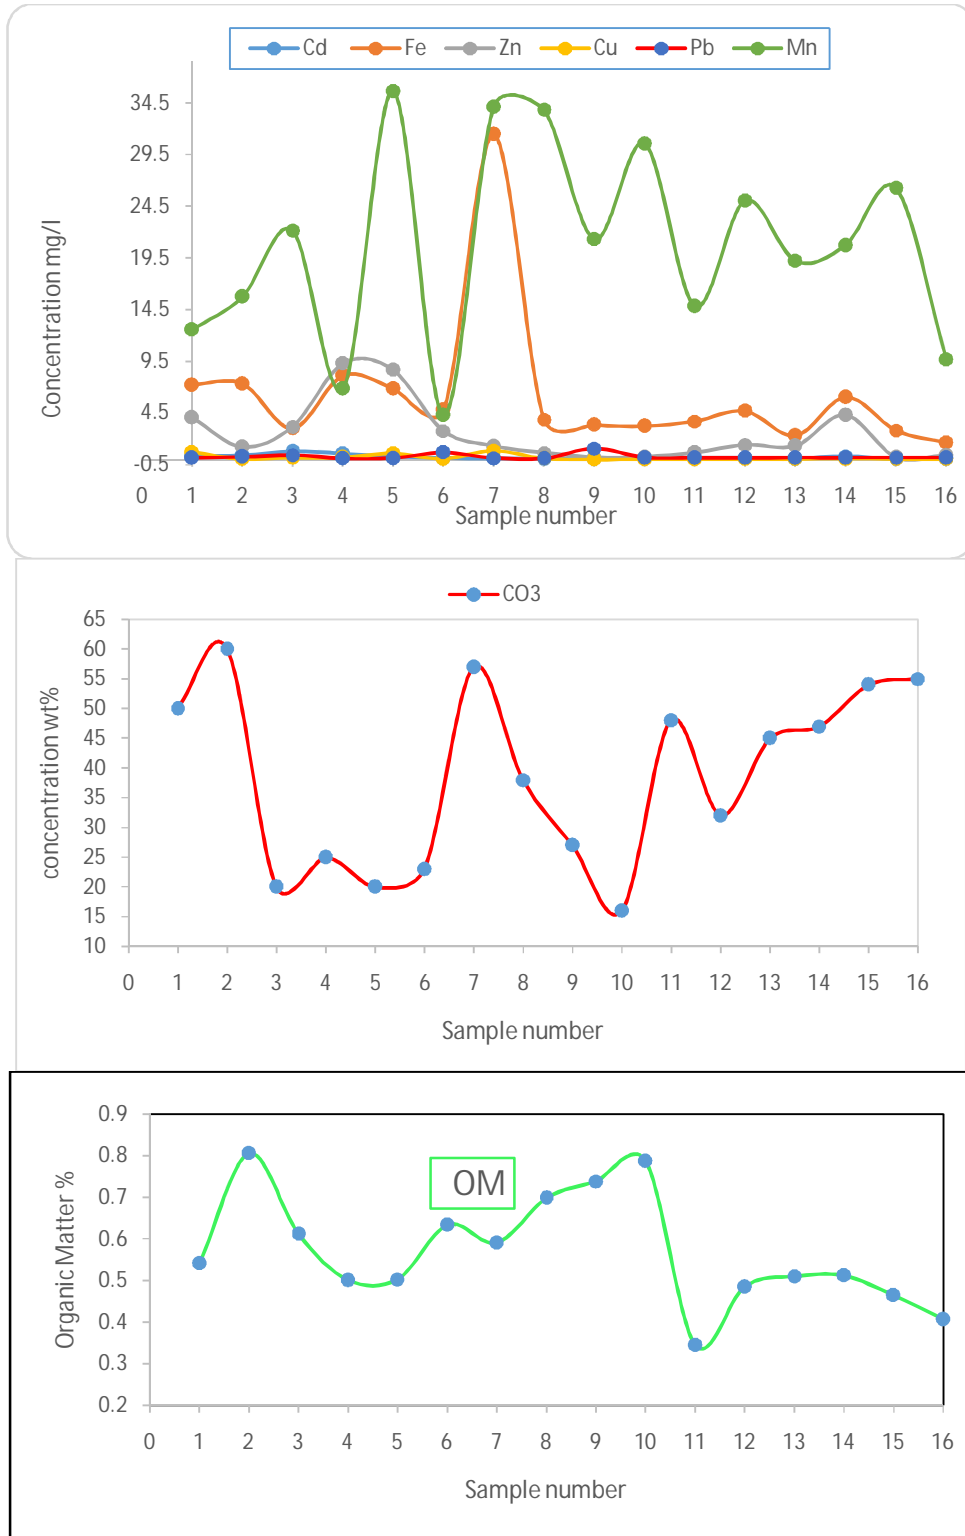 Cd Fe Zn Cu Pb Mn
Concentration mg/l
34.5
29.5
24.5
19.5
14.5
9.5
4.5
-0.5
0 1 2 3 4 5 6 7 8 9 10 11 12 13 14 15 16
Sample number
CO3
concentration wt%
65
60
55
50
45
40
35
30
25
20
15
10
0 1 2 3 4 5 6 7 8 9 10 11 12 13 14 15 16
Sample number
OM
Organic Matter %
0.9
0.8
0.7
0.6
0.5
0.4
0.3
0.2
0 1 2 3 4 5 6 7 8 9 10 11 12 13 14 15 16
Sample number